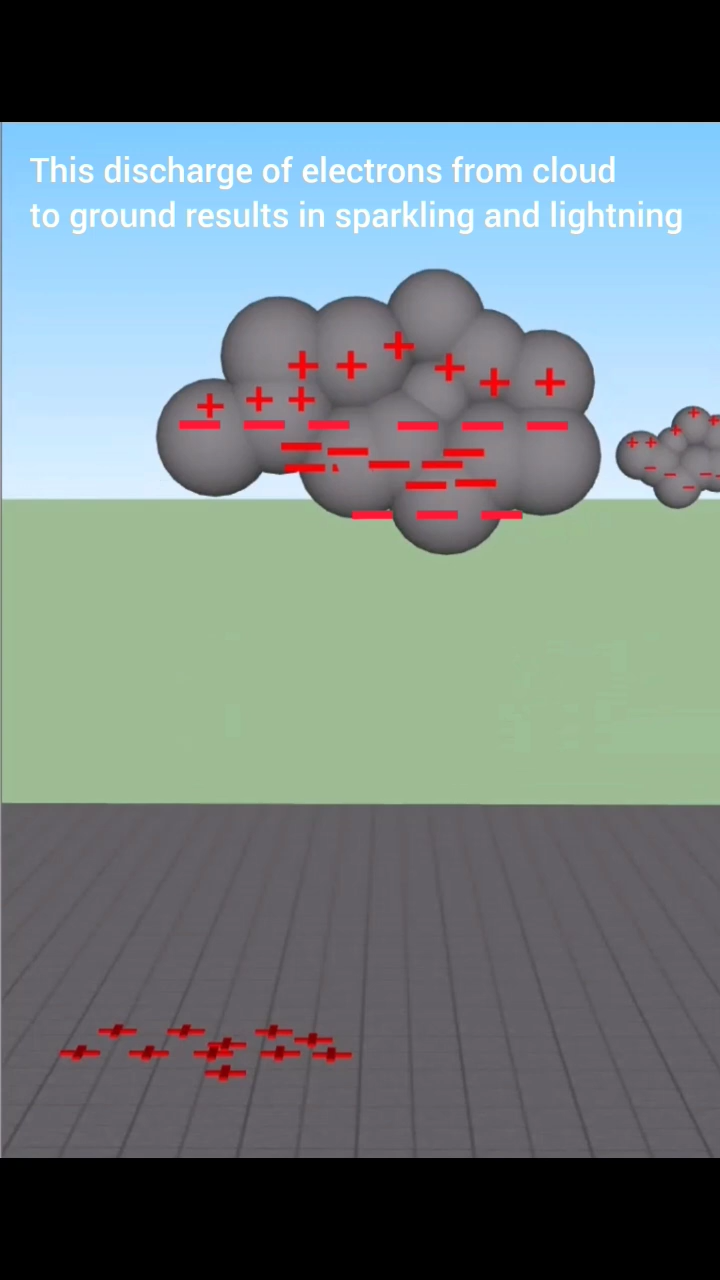 This discharge of electrons from cloud
to ground results in sparkling and lightning